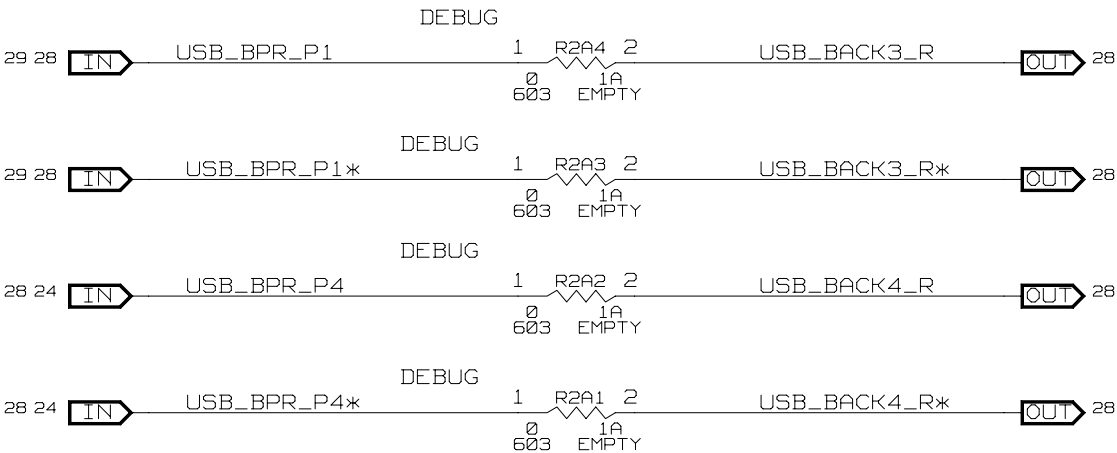 DEBUG
29 28 IN USB_BPR_P1 1 R2A4 2 USB_BACK3_R OUT 28
0 1A
603 EMPTY
DEBUG
29 28 IN USB_BPR_P1* 1 R2A3 2 USB_BACK3_R* OUT 28
0 1A
603 EMPTY
DEBUG
28 24 IN USB_BPR_P4 1 R2A2 2 USB_BACK4_R OUT 28
0 1A
603 EMPTY
DEBUG
28 24 IN USB_BPR_P4* 1 R2A1 2 USB_BACK4_R* OUT 28
0 1A
603 EMPTY